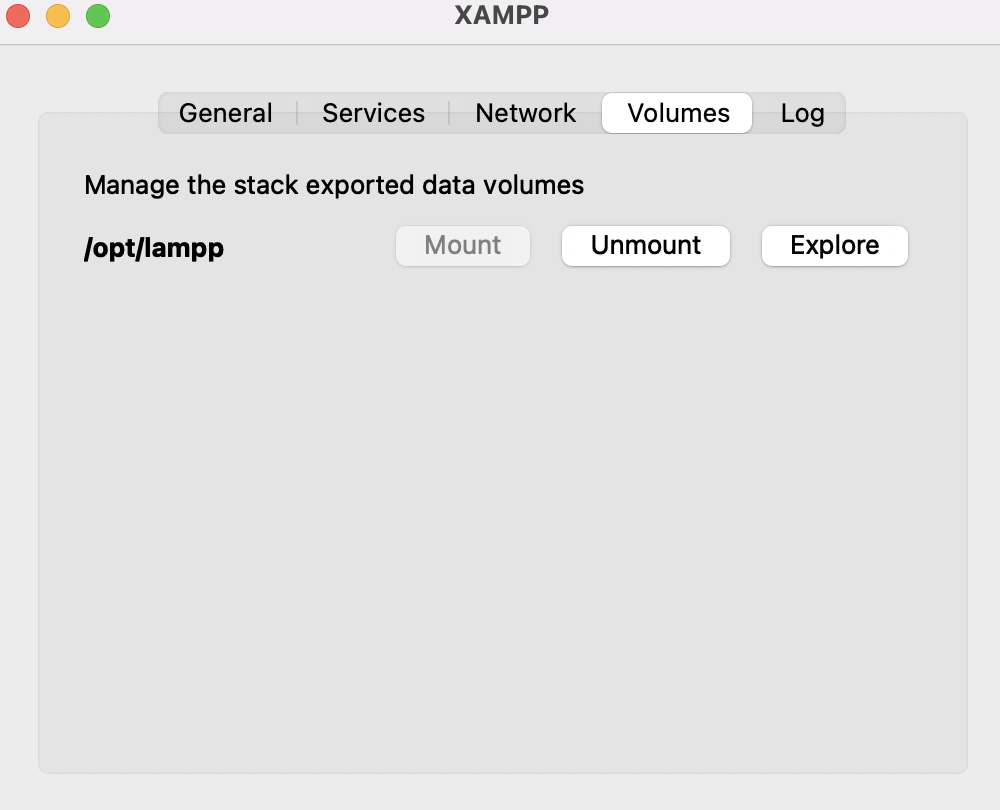 XAMPP
General Services Network Volumes Log
Manage the stack exported data volumes
/opt/lampp Mount Unmount Explore